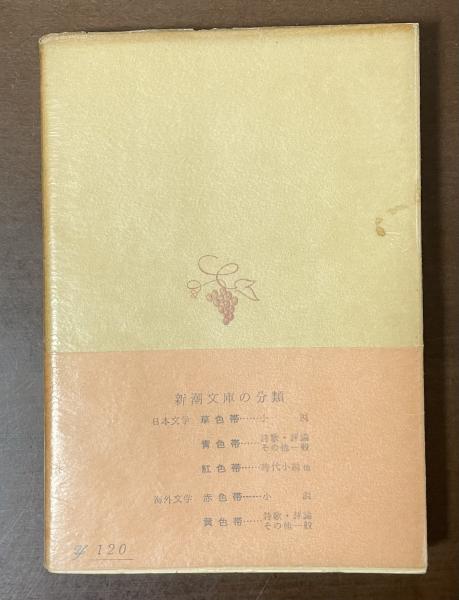 新潮文庫の分類
日本文学 草色帯……小 説
青色帯……詩歌・評論
その他一般
紅色帯……時代小説 他
海外文学 赤色帯……小 説
黄色帯……詩歌・評論
その他一般
¥ 120